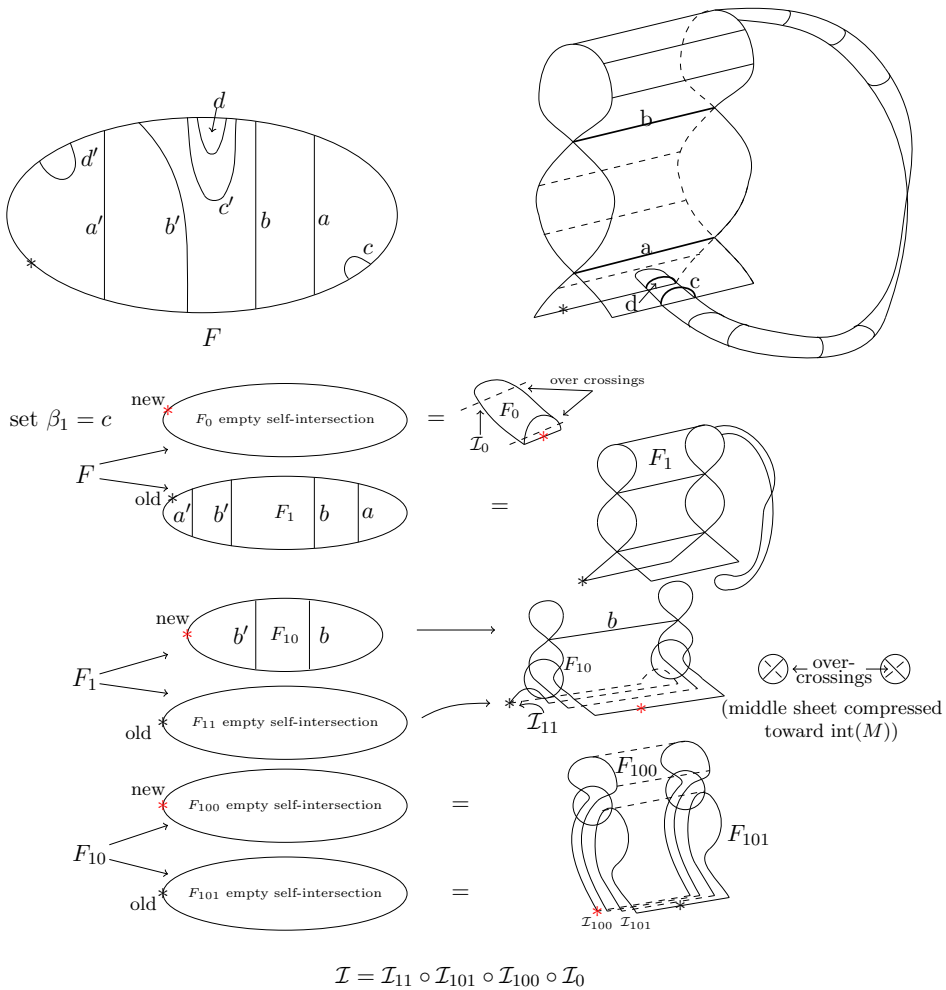 d
d′
a′
b′
c′
b
a
c
*
F
b
a
d
c
*
set β₁ = c
new
*
F₀ empty self-intersection
=
F₀
I₀
over crossings
*
F
old
*
a′
b′
F₁
b
a
=
F₁
*
new
*
b′
F₁₀
b
b
F₁₀
F₁
*
old
F₁₁ empty self-intersection
*
I₁₁
*
over-
crossings
(middle sheet compressed
toward int(M))
new
*
F₁₀₀ empty self-intersection
=
F₁₀₀
F₁₀
old
*
F₁₀₁ empty self-intersection
=
F₁₀₁
*
*
I₁₀₀
I₁₀₁
I = I₁₁ ∘ I₁₀₁ ∘ I₁₀₀ ∘ I₀